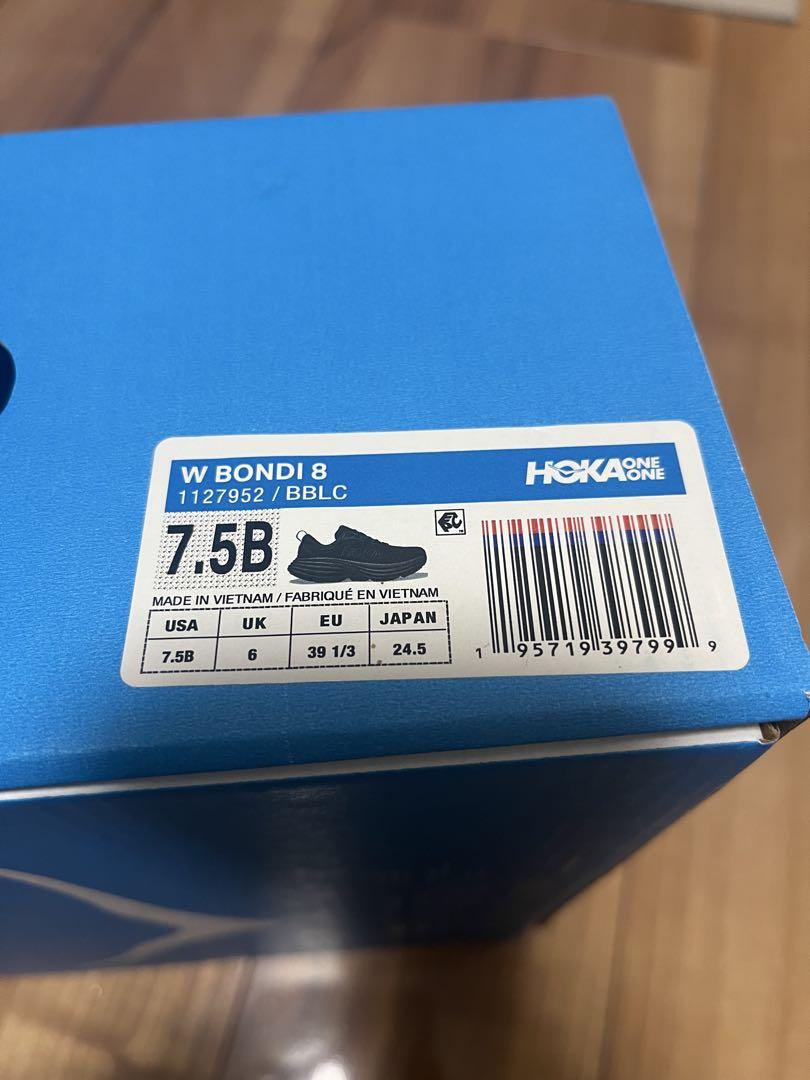 W BONDI 8
HOKA ONE ONE
1127952 / BBLC
7.5B
MADE IN VIETNAM / FABRIQUÉ EN VIETNAM
USA UK EU JAPAN
7.5B 6 39 1/3 24.5
1 95719 39799 9